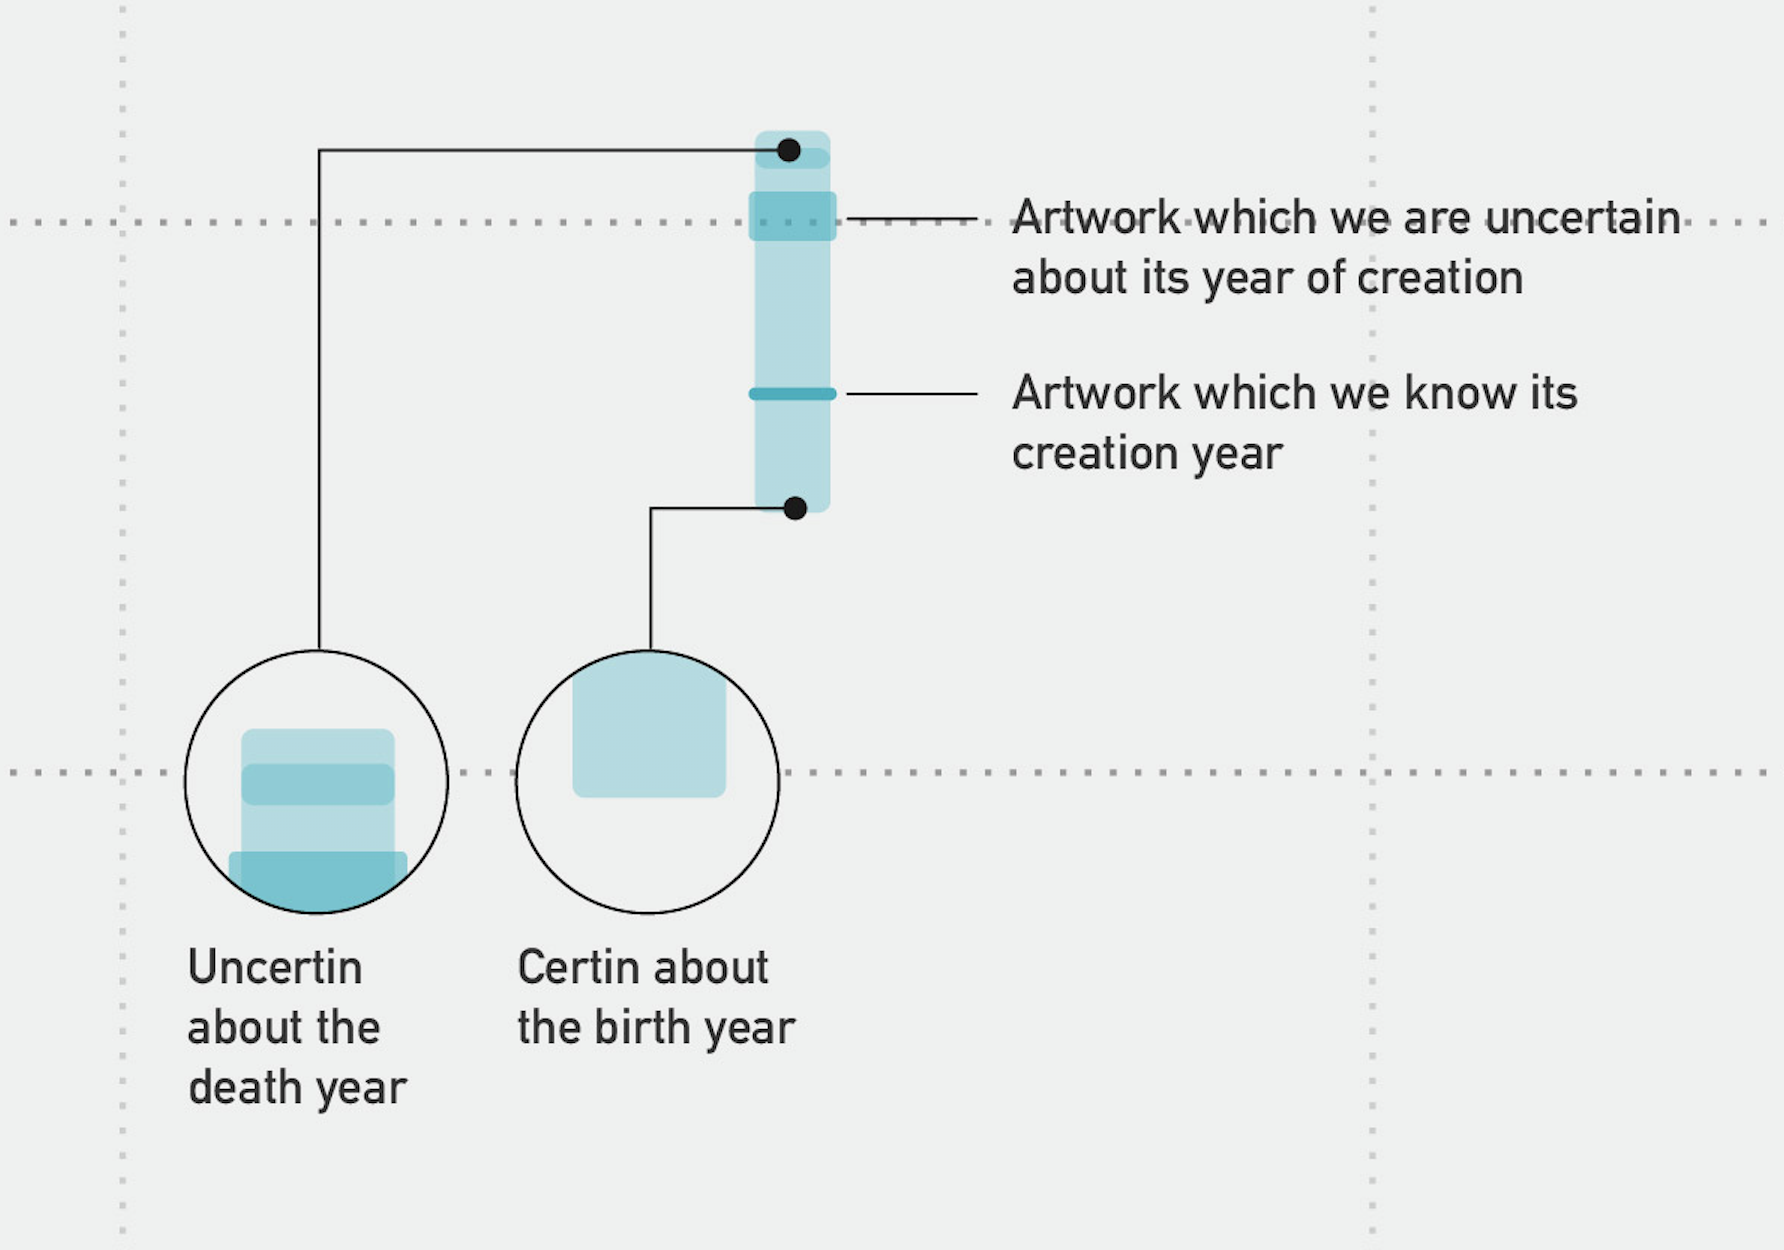 Artwork which we are uncertain
about its year of creation
Artwork which we know its
creation year
Uncertin
about the
death year
Certin about
the birth year